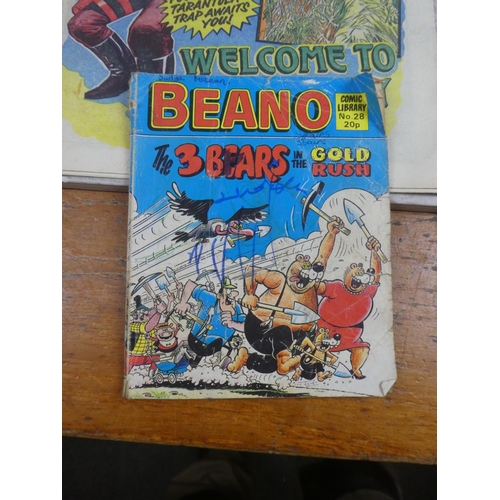 TARANTULA
TRAP AWAITS
YOU!
WELCOME TO
BEANO
COMIC
LIBRARY
No.28
20p
The 3 BEARS IN THE GOLD RUSH